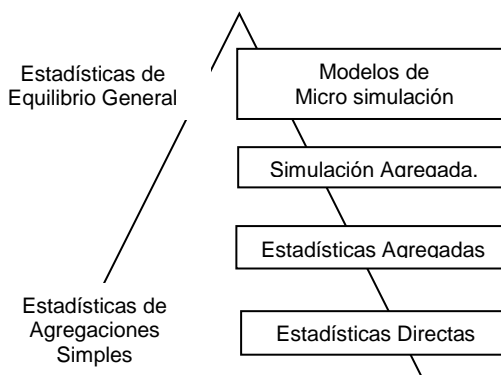 Estadísticas de
Equilibrio General
Modelos de
Micro simulación
Simulación Agregada.
Estadísticas Agregadas
Estadísticas de
Agregaciones
Simples
Estadísticas Directas